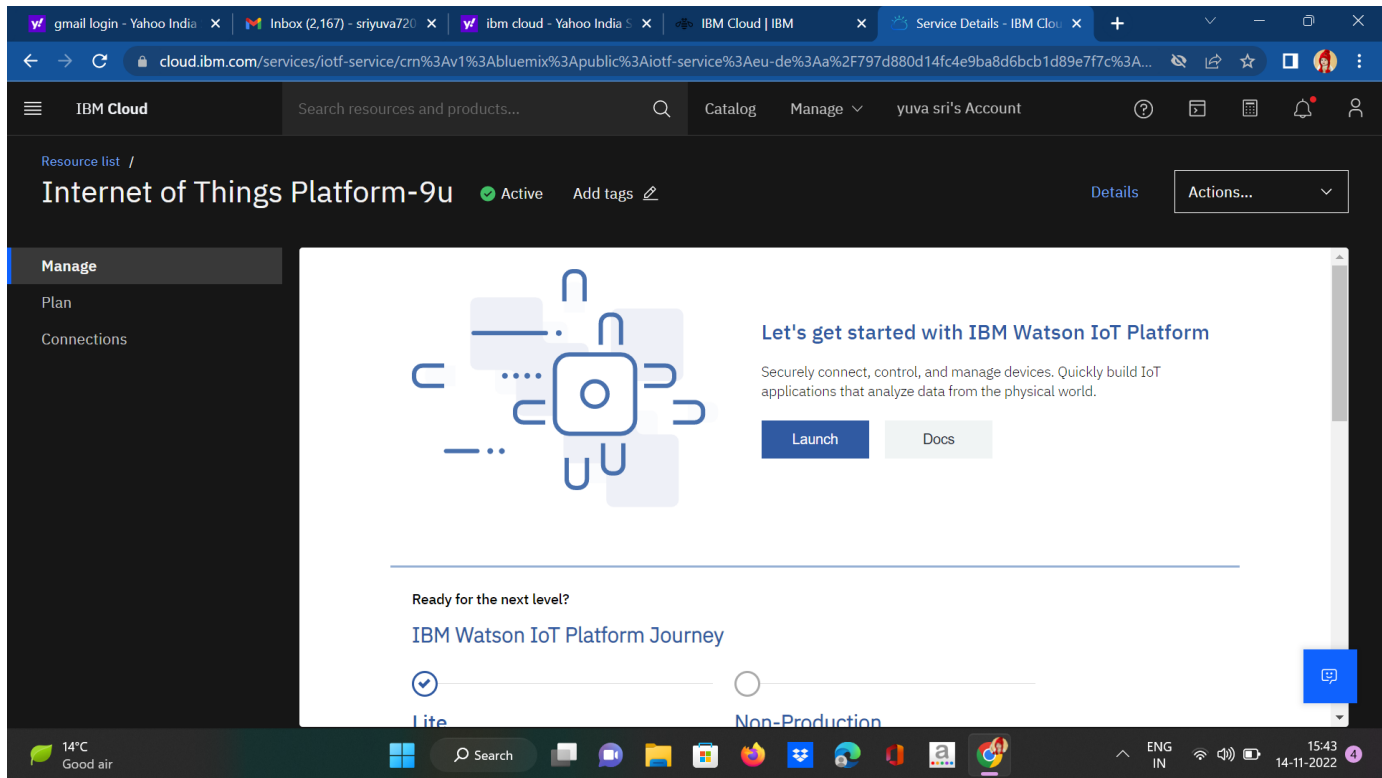 gmail login - Yahoo India
Inbox (2,167) - sriyuva720
ibm cloud - Yahoo India S
IBM Cloud | IBM
Service Details - IBM Clou
cloud.ibm.com/services/iotf-service/crn%3Av1%3Abluemix%3Apublic%3Aiotf-service%3Aeu-de%3Aa%2F797d880d14fc4e9ba8d6bcb1d89e7f7c%3A...
IBM Cloud
Search resources and products...
Catalog
Manage
yuva sri's Account
Resource list /
Internet of Things Platform-9u
Active
Add tags
Details
Actions...
Manage
Plan
Connections
Let's get started with IBM Watson IoT Platform
Securely connect, control, and manage devices. Quickly build IoT
applications that analyze data from the physical world.
Launch
Docs
Ready for the next level?
IBM Watson IoT Platform Journey
Lite
Non-Production
14°C
Good air
Search
a
ENG
IN
15:43
14-11-2022
4